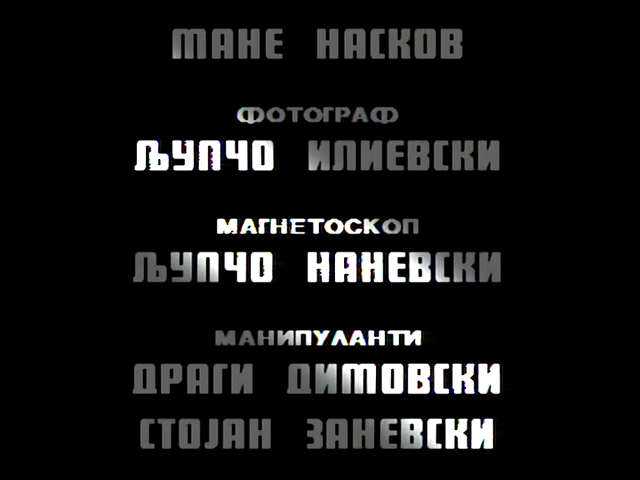 МАНЕ НАСКОВ
ФОТОГРАФ
ЉУПЧО ИЛИЕВСКИ
МАГНЕТОСКОП
ЉУПЧО НАНЕВСКИ
МАНИПУЛАНТИ
ДРАГИ ДИМОВСКИ
СТОЈАН ЗАНЕВСКИ